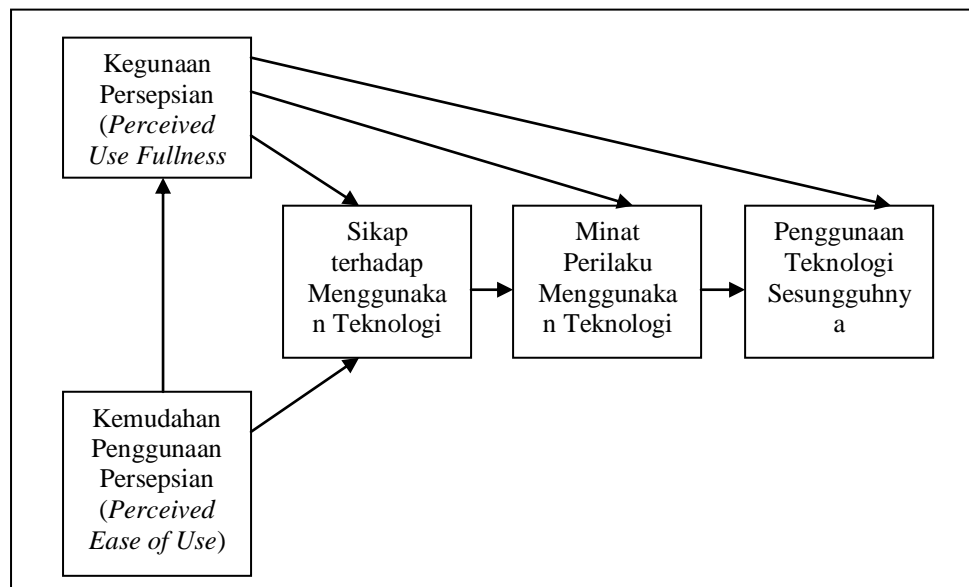 Kegunaan
Persepsian
(Perceived
Use Fullness
Sikap
terhadap
Menggunaka
n Teknologi
Minat
Perilaku
Menggunaka
n Teknologi
Penggunaan
Teknologi
Sesungguhny
a
Kemudahan
Penggunaan
Persepsian
(Perceived
Ease of Use)